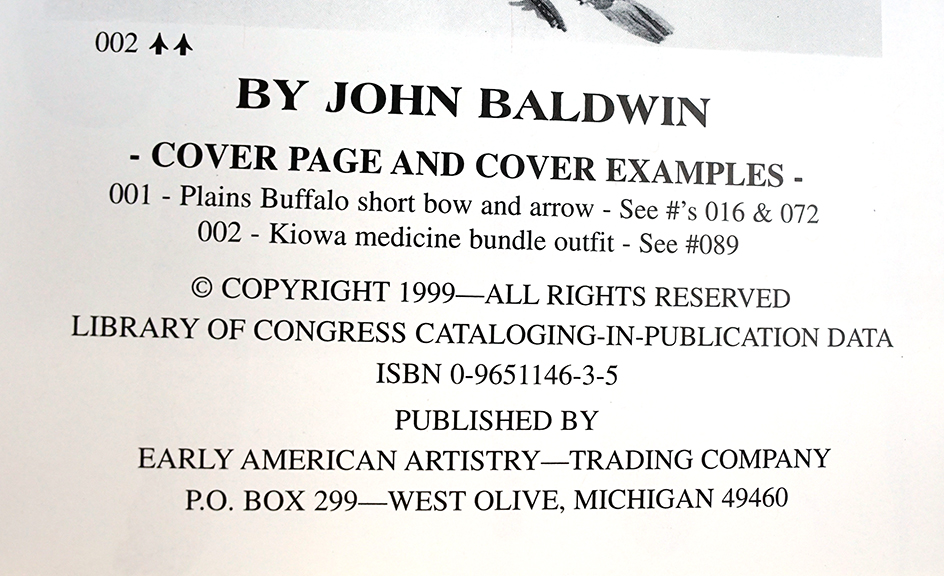 002
BY JOHN BALDWIN
- COVER PAGE AND COVER EXAMPLES -
001 - Plains Buffalo short bow and arrow - See #'s 016 & 072
002 - Kiowa medicine bundle outfit - See #089
© COPYRIGHT 1999—ALL RIGHTS RESERVED
LIBRARY OF CONGRESS CATALOGING-IN-PUBLICATION DATA
ISBN 0-9651146-3-5
PUBLISHED BY
EARLY AMERICAN ARTISTRY—TRADING COMPANY
P.O. BOX 299—WEST OLIVE, MICHIGAN 49460